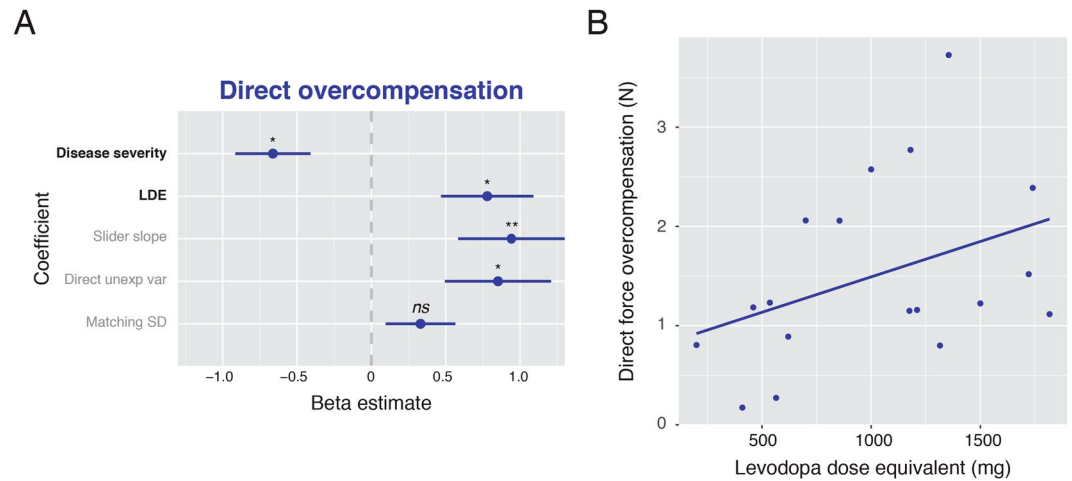 A
Direct overcompensation
Coefficient
Disease severity
*
LDE
*
Slider slope
**
Direct unexp var
*
Matching SD
ns
−1.0 −0.5 0 0.5 1.0
Beta estimate
B
Direct force overcompensation (N)
3
2
1
0
500 1000 1500
Levodopa dose equivalent (mg)